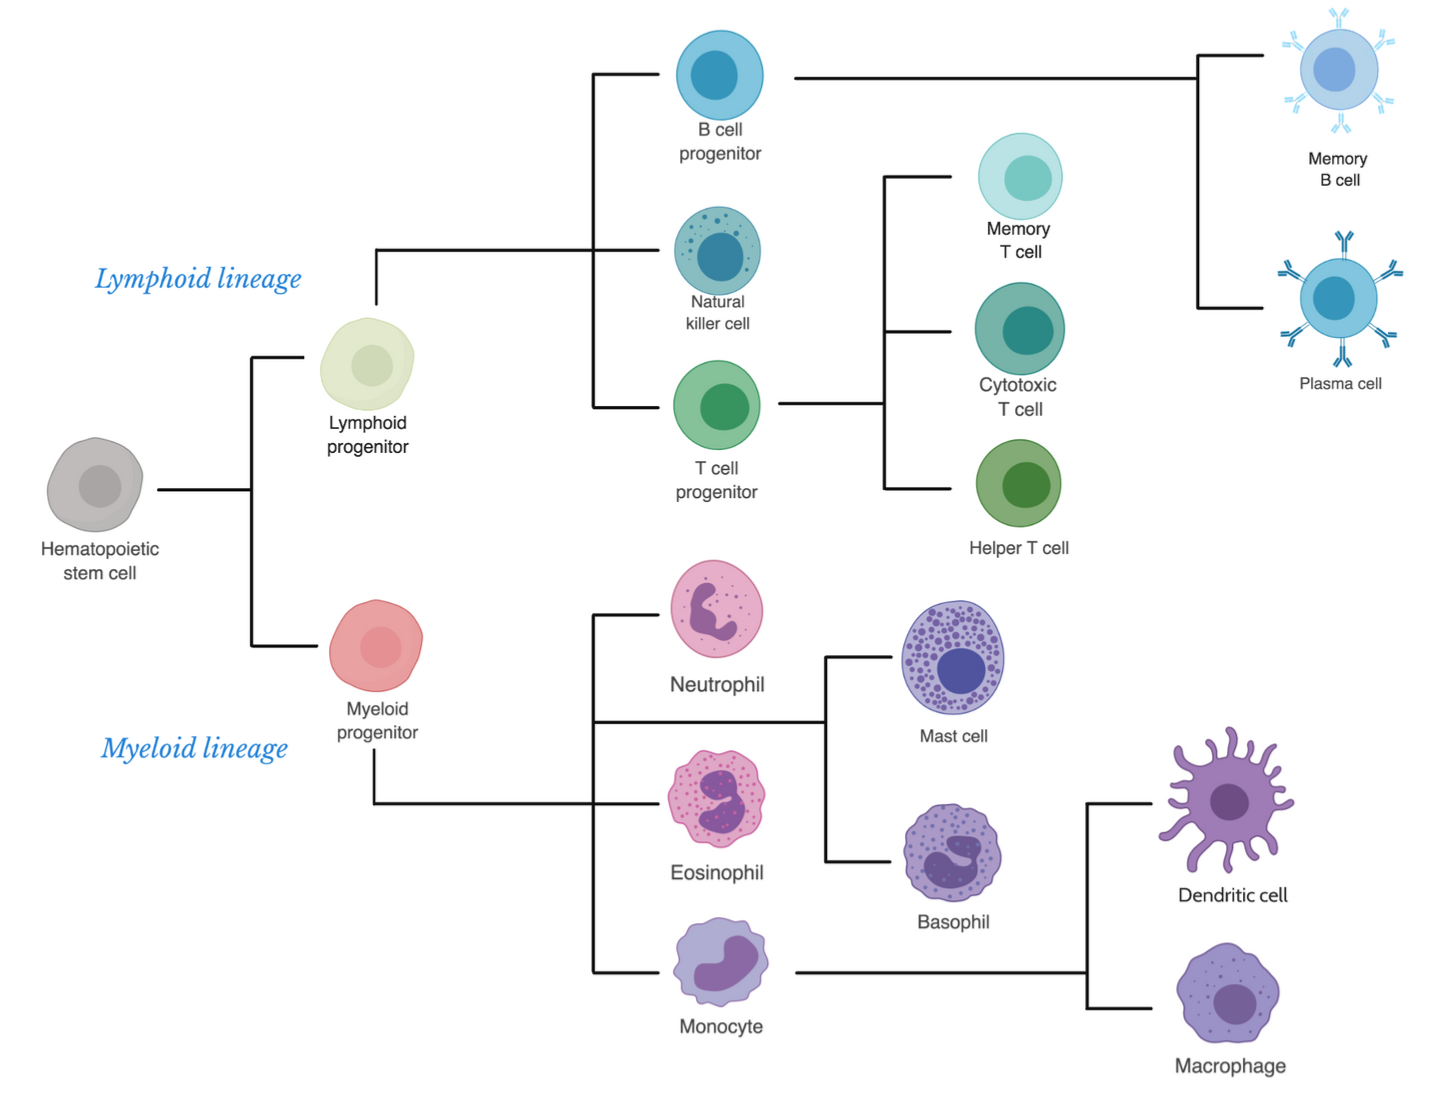 B cell
progenitor
Memory
B cell
Memory
T cell
Lymphoid lineage
Natural
killer cell
Cytotoxic
T cell
Plasma cell
Lymphoid
progenitor
T cell
progenitor
Helper T cell
Hematopoietic
stem cell
Neutrophil
Myeloid
progenitor
Mast cell
Myeloid lineage
Eosinophil
Basophil
Dendritic cell
Monocyte
Macrophage